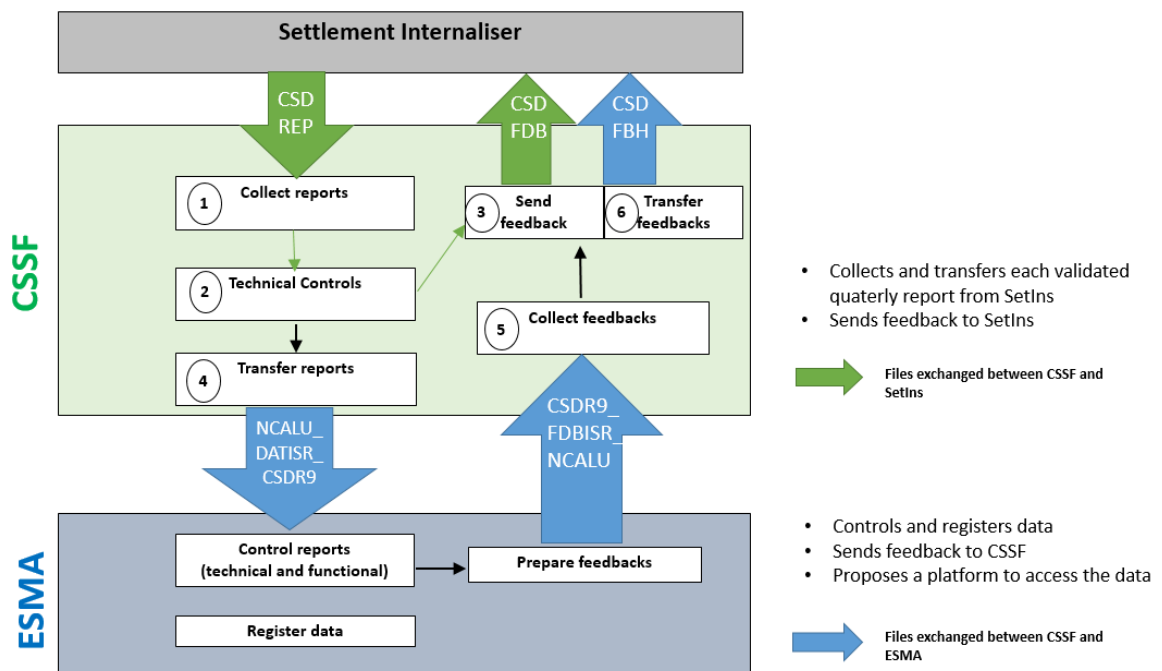 Settlement Internaliser
CSD
REP
CSD
FDB
CSD
FBH
CSSF
1
Collect reports
3
Send
feedback
6
Transfer
feedbacks
2
Technical Controls
5
Collect feedbacks
4
Transfer reports
• Collects and transfers each validated
quaterly report from SetIns
• Sends feedback to SetIns
Files exchanged between CSSF and
SetIns
NCALU_
DATISR_
CSDR9
CSDR9_
FDBISR_
NCALU
ESMA
Control reports
(technical and functional)
Prepare feedbacks
Register data
• Controls and registers data
• Sends feedback to CSSF
• Proposes a platform to access the data
Files exchanged between CSSF and
ESMA